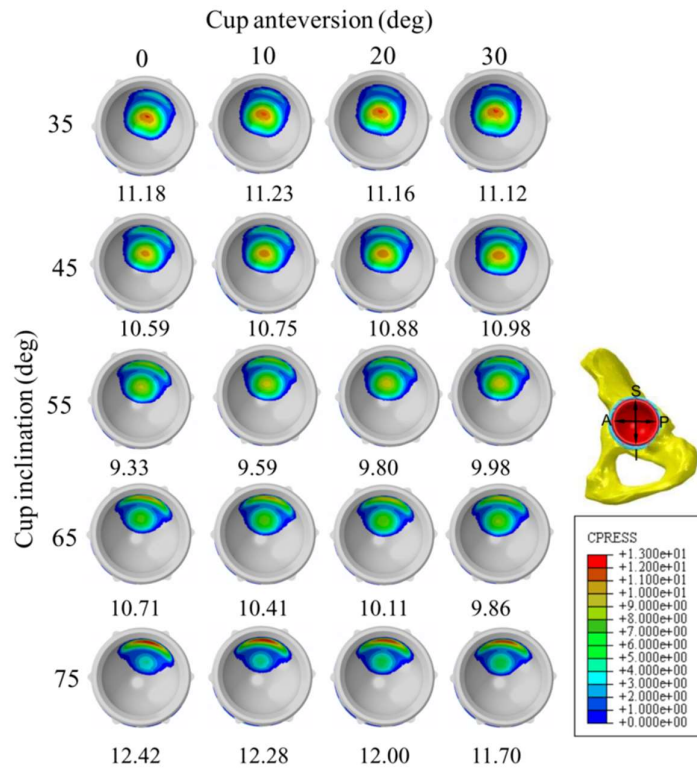 Cup anteversion (deg)
0 10 20 30
35
11.18 11.23 11.16 11.12
45
10.59 10.75 10.88 10.98
55
9.33 9.59 9.80 9.98
65
10.71 10.41 10.11 9.86
75
12.42 12.28 12.00 11.70
Cup inclination (deg)
S
A P
I
CPRESS
+1.300e+01
+1.200e+01
+1.100e+01
+1.000e+01
+9.000e+00
+8.000e+00
+7.000e+00
+6.000e+00
+5.000e+00
+4.000e+00
+3.000e+00
+2.000e+00
+1.000e+00
+0.000e+00